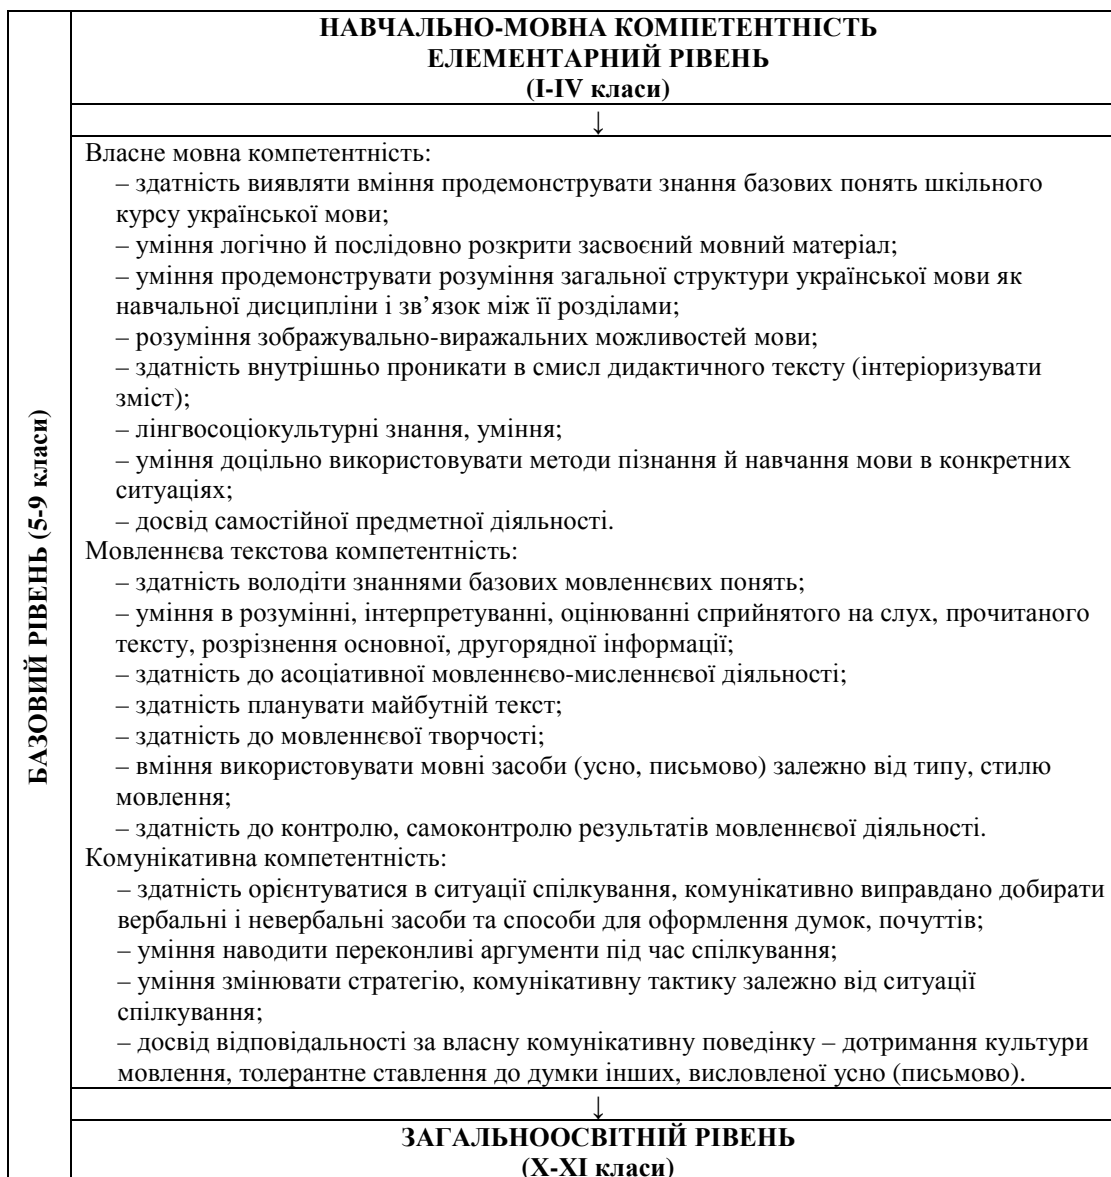 НАВЧАЛЬНО-МОВНА КОМПЕТЕНТНІСТЬ
ЕЛЕМЕНТАРНИЙ РІВЕНЬ
(I-IV класи)
↓
БАЗОВИЙ РІВЕНЬ (5-9 класи)
Власне мовна компетентність:
– здатність виявляти вміння продемонструвати знання базових понять шкільного
курсу української мови;
– уміння логічно й послідовно розкрити засвоєний мовний матеріал;
– уміння продемонструвати розуміння загальної структури української мови як
навчальної дисципліни і зв’язок між її розділами;
– розуміння зображувально-виражальних можливостей мови;
– здатність внутрішньо проникати в смисл дидактичного тексту (інтеріоризувати
зміст);
– лінгвосоціокультурні знання, уміння;
– уміння доцільно використовувати методи пізнання й навчання мови в конкретних
ситуаціях;
– досвід самостійної предметної діяльності.
Мовленнєва текстова компетентність:
– здатність володіти знаннями базових мовленнєвих понять;
– уміння в розумінні, інтерпретуванні, оцінюванні сприйнятого на слух, прочитаного
тексту, розрізнення основної, другорядної інформації;
– здатність до асоціативної мовленнєво-мисленнєвої діяльності;
– здатність планувати майбутній текст;
– здатність до мовленнєвої творчості;
– вміння використовувати мовні засоби (усно, письмово) залежно від типу, стилю
мовлення;
– здатність до контролю, самоконтролю результатів мовленнєвої діяльності.
Комунікативна компетентність:
– здатність орієнтуватися в ситуації спілкування, комунікативно виправдано добирати
вербальні і невербальні засоби та способи для оформлення думок, почуттів;
– уміння наводити переконливі аргументи під час спілкування;
– уміння змінювати стратегію, комунікативну тактику залежно від ситуації
спілкування;
– досвід відповідальності за власну комунікативну поведінку – дотримання культури
мовлення, толерантне ставлення до думки інших, висловленої усно (письмово).
↓
ЗАГАЛЬНООСВІТНІЙ РІВЕНЬ
(X-XI класи)